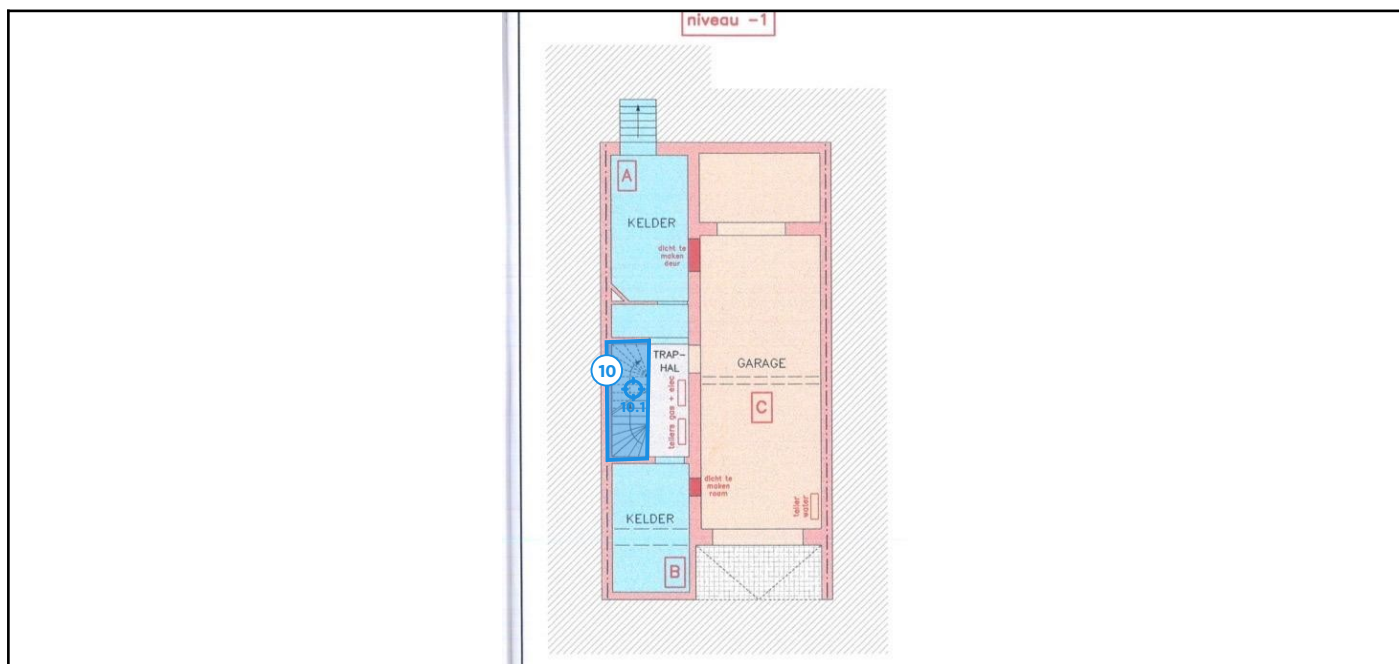 niveau -1
A
KELDER
dicht te
maken
deur
TRAP-
HAL
GARAGE
10
10.1
tellers gas + elec
C
dicht te
maken
raam
teller
water
KELDER
B